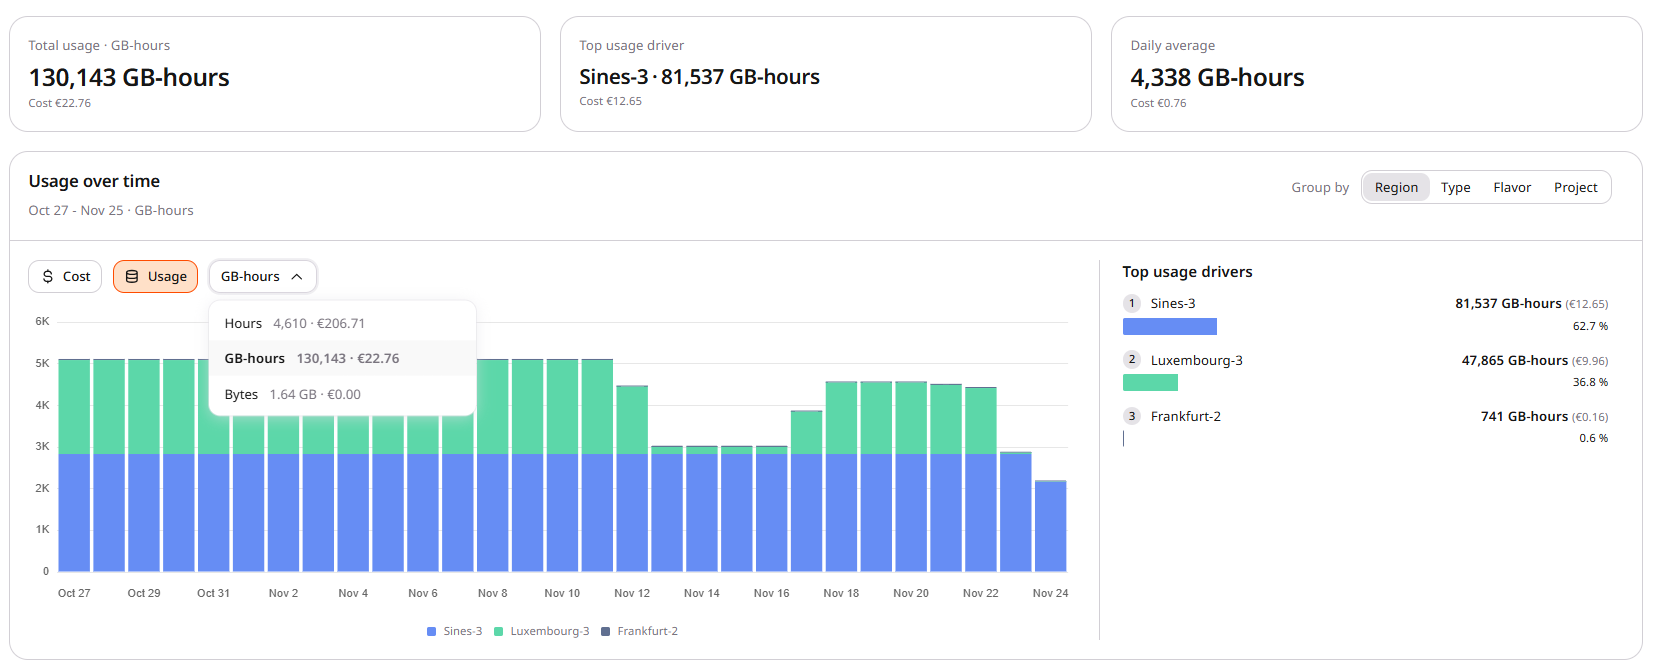 Total usage · GB-hours
130,143 GB-hours
Cost €22.76
Top usage driver
Sines-3 · 81,537 GB-hours
Cost €12.65
Daily average
4,338 GB-hours
Cost €0.76
Usage over time
Oct 27 - Nov 25 · GB-hours
Group by Region Type Flavor Project
Cost Usage GB-hours
Hours 4,610 · €206.71
GB-hours 130,143 · €22.76
Bytes 1.64 GB · €0.00
6K
5K
4K
3K
2K
1K
0
Oct 27 Oct 29 Oct 31 Nov 2 Nov 4 Nov 6 Nov 8 Nov 10 Nov 12 Nov 14 Nov 16 Nov 18 Nov 20 Nov 22 Nov 24
Sines-3 Luxembourg-3 Frankfurt-2
Top usage drivers
1 Sines-3 81,537 GB-hours (€12.65)
62.7 %
2 Luxembourg-3 47,865 GB-hours (€9.96)
36.8 %
3 Frankfurt-2 741 GB-hours (€0.16)
0.6 %